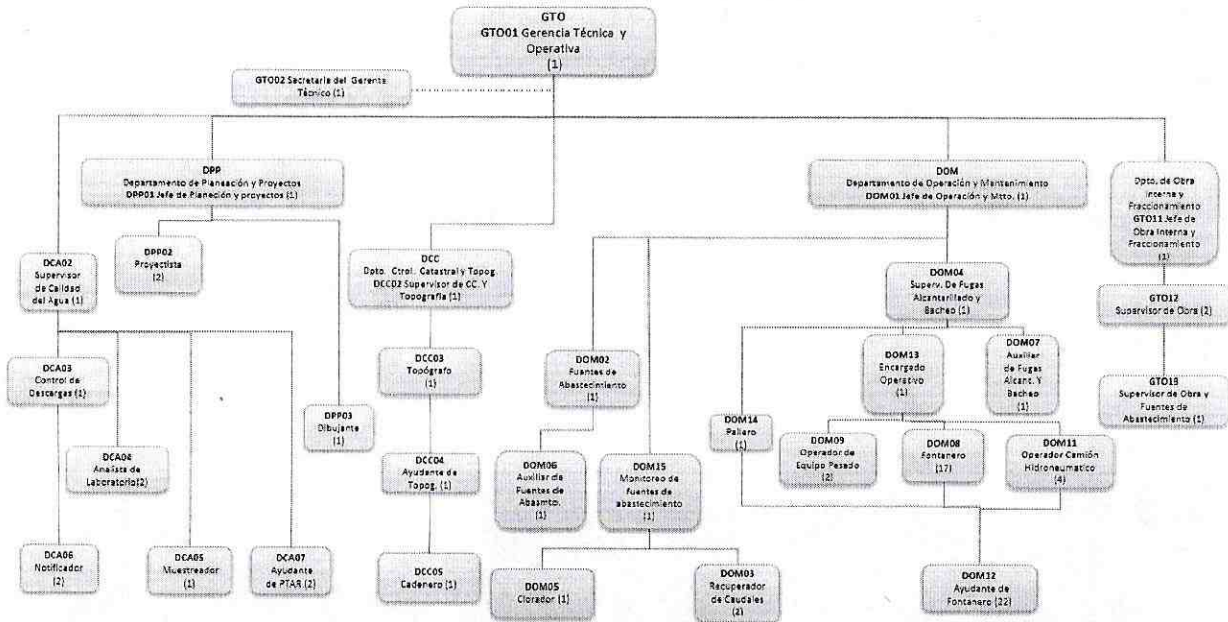 GTO
GTO01 Gerencia Técnica y
Operativa
(1)
GTO02 Secretaria del Gerente
Técnico (1)
DPP
Departamento de Planeación y Proyectos
DPP01 Jefe de Planeción y proyectos (1)
DOM
Departamento de Operación y Mantenimiento
DOM01 Jefe de Operación y Mtto. (1)
Dpto. de Obra
Interna y
Fraccionamiento
GTO11 Jefe de
Obra Interna y
Fraccionamiento
(1)
DPP02
Proyectista
(2)
DCA02
Supervisor
de Calidad
del Agua (1)
DCC
Dpto. Ctrol. Catastral y Topog.
DCC02 Supervisor de CC. Y
Topografía (1)
DOM04
Superv. De Fugas
Alcantarillado y
Bacheo (1)
GTO12
Supervisor de Obra (2)
DCA03
Control de
Descargas (1)
DCC03
Topógrafo
(1)
DOM02
Fuentes de
Abastecimiento
(1)
DOM13
Encargado
Operativo
(1)
DOM07
Auxiliar
de Fugas
Alcant. Y
Bacheo
(1)
GTO13
Supervisor de Obra y
Fuentes de
Abastecimiento (1)
DPP03
Dibujante
(1)
DOM14
Pailero
(1)
DCA04
Analista de
Laboratorio(2)
DCC04
Ayudante de
Topog. (1)
DOM06
Auxiliar de
Fuentes de
Abasmto.
(1)
DOM15
Monitoreo de
fuentes de
abastecimiento
(1)
DOM09
Operador de
Equipo Pesado
(2)
DOM08
Fontanero
(17)
DOM11
Operador Camión
Hidroneumatico
(4)
DCA06
Notificador
(2)
DCA05
Muestreador
(1)
DCA07
Ayudante
de PTAR (2)
DCC05
Cadenero (1)
DOM05
Clorador (1)
DOM03
Recuperador
de Caudales
(2)
DOM12
Ayudante de
Fontanero (22)